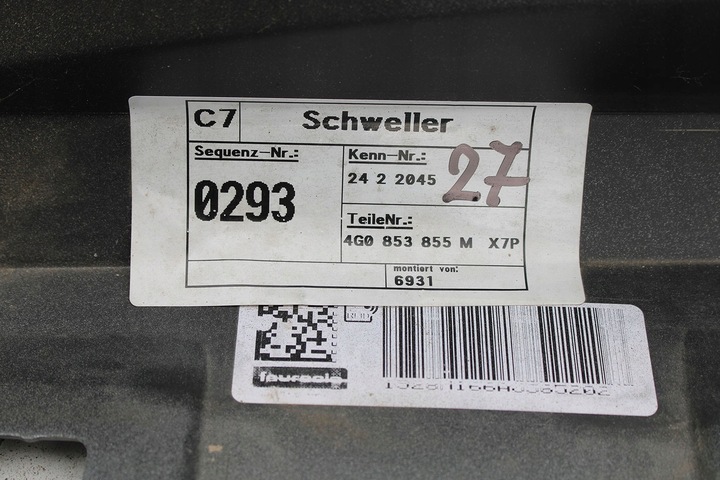 C7 Schweller
Sequenz-Nr.: Kenn-Nr.:
0293 24 2 2045 27
TeileNr.:
4G0 853 855 M X7P
montiert von:
6931
faurecia